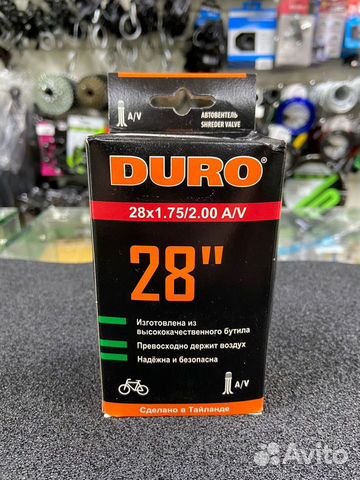 A/V
АВТОВЕНТЕЛЬ
SHREDER VALVE
DURO®
28x1.75/2.00 A/V
28"
Изготовлена из
высококачественного бутила
Превосходно держит воздух
Надёжна и безопасна
A/V
Сделано в Тайланде
Avito